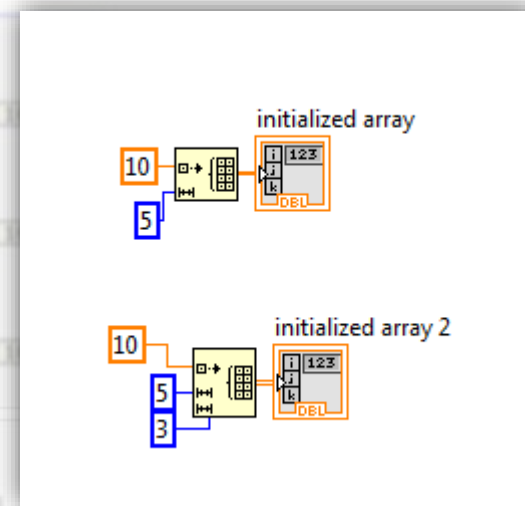 initialized array
10
i
123
j
k
DBL
5
initialized array 2
10
i
123
j
k
DBL
5
3